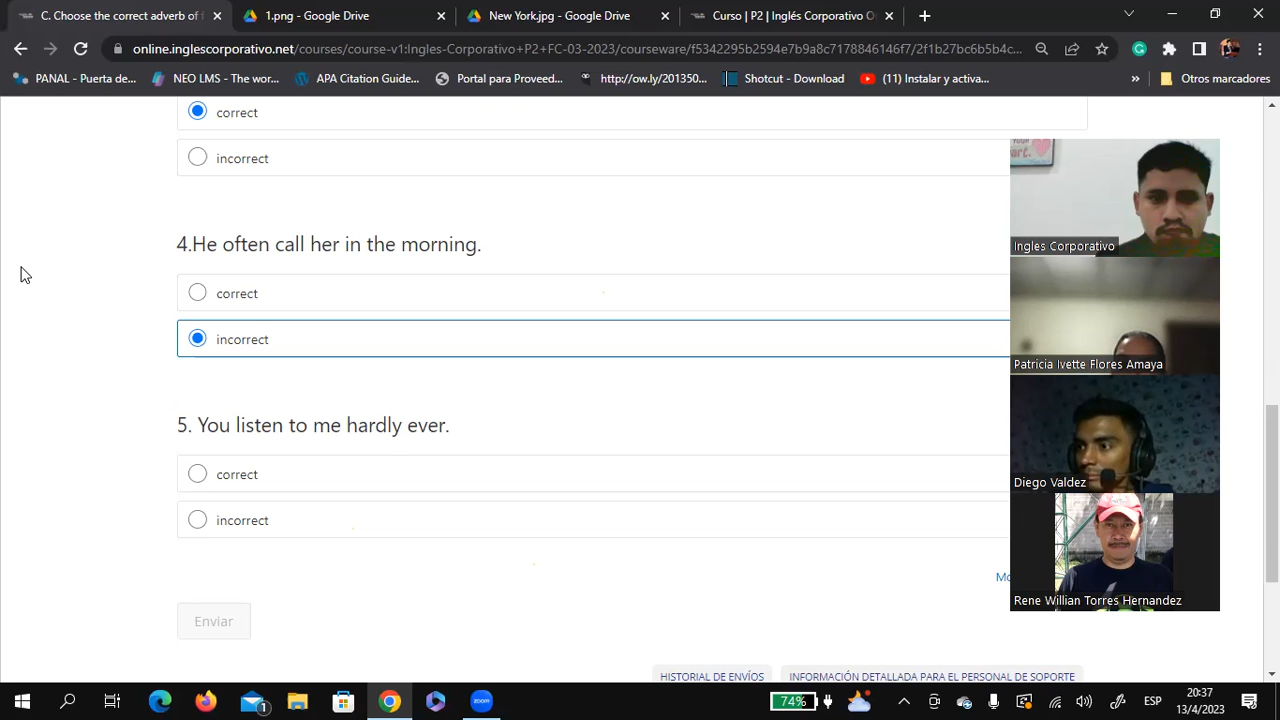 C. Choose the correct adverb of f
1.png - Google Drive
New York.jpg - Google Drive
Curso | P2 | Inglés Corporativo O
online.inglescorporativo.net/courses/course-v1:Ingles-Corporativo+P2+FC-03-2023/courseware/f5342295b2594e7b9a8c7178846146f7/2f1b27bc6b5b4c...
PANAL - Puerta de...
NEO LMS - The wor...
APA Citation Guide...
Portal para Proveed...
http://ow.ly/201350...
Shotcut - Download
(11) Instalar y activa...
»
Otros marcadores
correct
incorrect
4.He often call her in the morning.
correct
incorrect
5. You listen to me hardly ever.
correct
incorrect
Mo
Enviar
HISTORIAL DE ENVÍOS
INFORMACIÓN DETALLADA PARA EL PERSONAL DE SOPORTE
Ingles Corporativo
Patricia Ivette Flores Amaya
Diego Valdez
Rene Willian Torres Hernandez
1
zoom
74%
ESP
20:37
13/4/2023